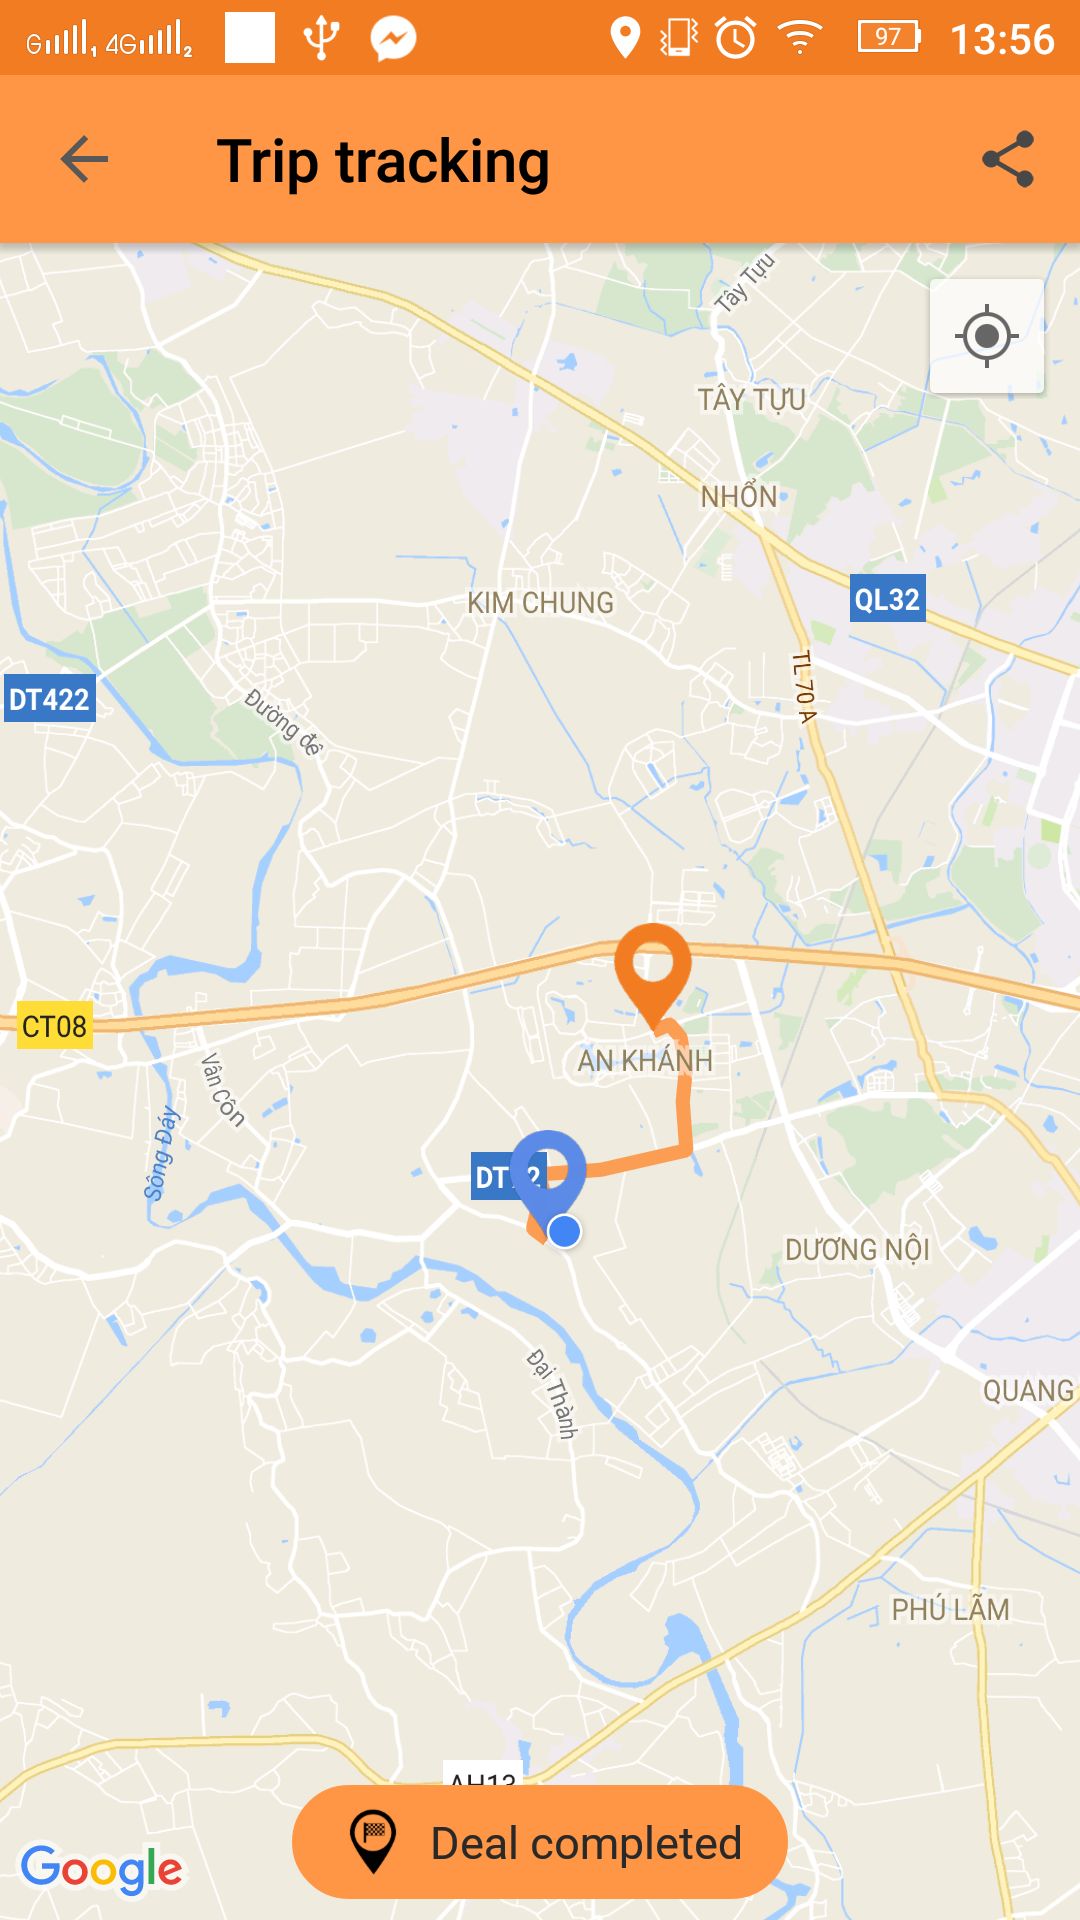 G 1 4G 2 97 13:56
Trip tracking
Tây Tựu
TÂY TỰU
NHỔN
KIM CHUNG
QL32
TL 70 A
DT422
Đường đê
CT08
AN KHÁNH
Vân Côn
Sông Đáy
DƯƠNG NỘI
Đại Thành
QUANG
PHÚ LÃM
AH13
Deal completed
Google